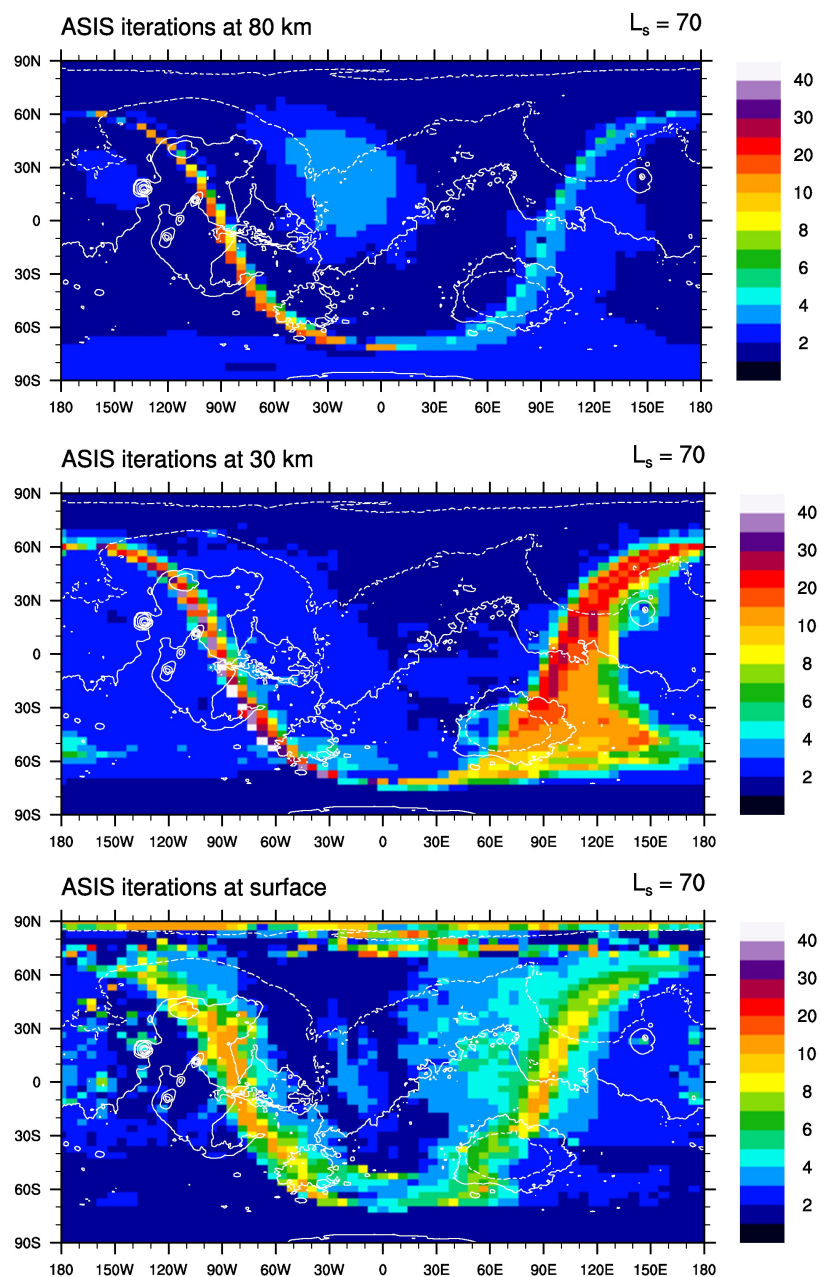 ASIS iterations at 80 km
L_s = 70
90N
60N
30N
0
30S
60S
90S
180 150W 120W 90W 60W 30W 0 30E 60E 90E 120E 150E 180
40
30
20
10
8
6
4
2
ASIS iterations at 30 km
L_s = 70
90N
60N
30N
0
30S
60S
90S
180 150W 120W 90W 60W 30W 0 30E 60E 90E 120E 150E 180
40
30
20
10
8
6
4
2
ASIS iterations at surface
L_s = 70
90N
60N
30N
0
30S
60S
90S
180 150W 120W 90W 60W 30W 0 30E 60E 90E 120E 150E 180
40
30
20
10
8
6
4
2